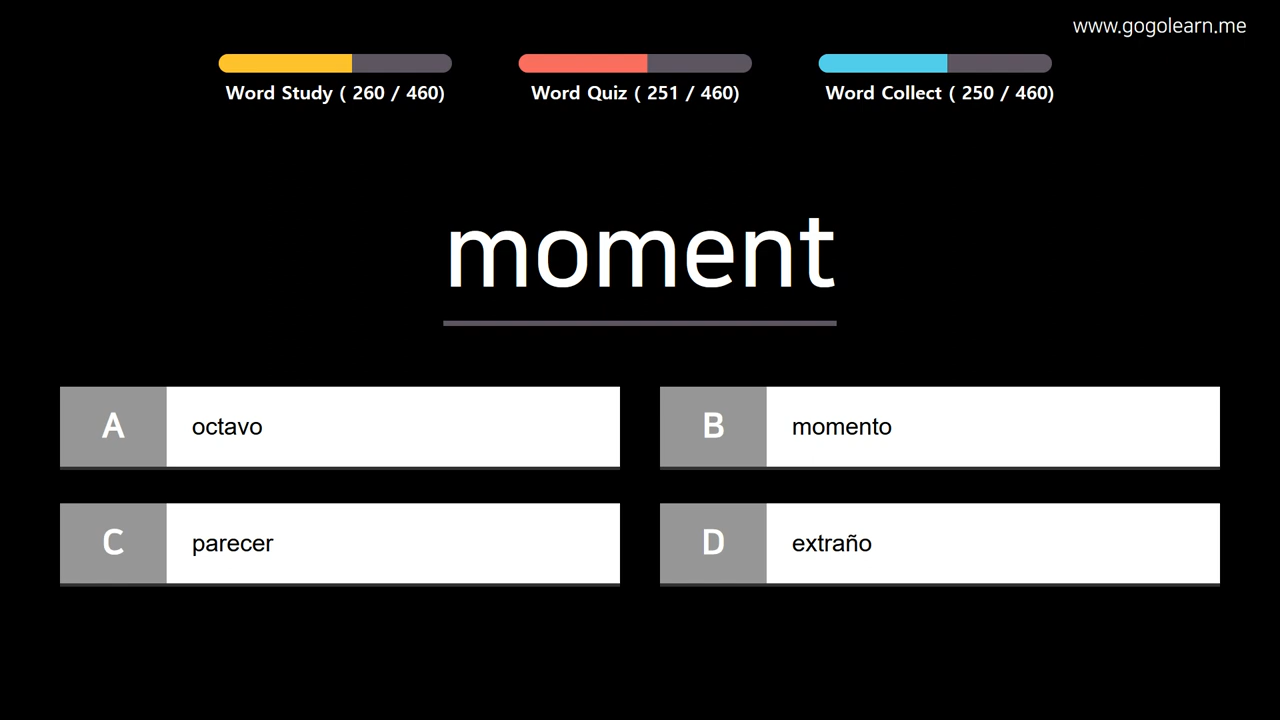 www.gogolearn.me
Word Study ( 260 / 460)
Word Quiz ( 251 / 460)
Word Collect ( 250 / 460)
moment
A octavo
B momento
C parecer
D extraño